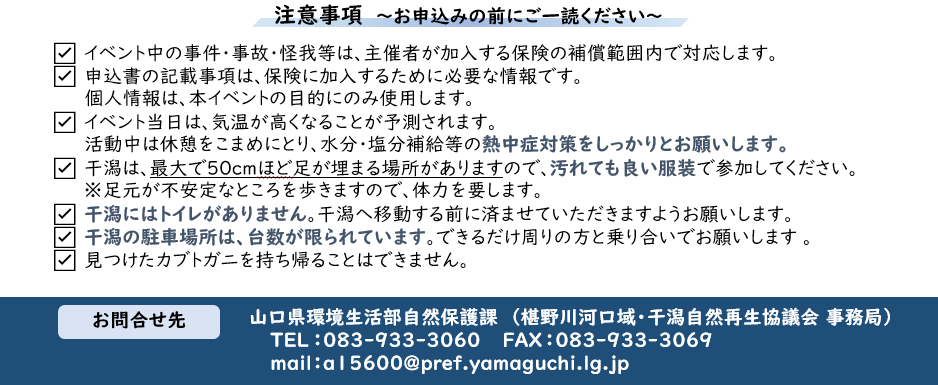 注意事項 ～お申込みの前にご一読ください～
☑ イベント中の事件・事故・怪我等は、主催者が加入する保険の補償範囲内で対応します。
☑ 申込書の記載事項は、保険に加入するために必要な情報です。
個人情報は、本イベントの目的にのみ使用します。
☑ イベント当日は、気温が高くなることが予測されます。
活動中は休憩をこまめにとり、水分・塩分補給等の熱中症対策をしっかりとお願いします。
☑ 干潟は、最大で50cmほど足が埋まる場所がありますので、汚れても良い服装で参加してください。
※足元が不安定なところを歩きますので、体力を要します。
☑ 干潟にはトイレがありません。干潟へ移動する前に済ませていただきますようお願いします。
☑ 干潟の駐車場所は、台数が限られています。できるだけ周りの方と乗り合いでお願いします 。
☑ 見つけたカブトガニを持ち帰ることはできません。
お問合せ先
山口県環境生活部自然保護課 （椹野川河口域・干潟自然再生協議会 事務局）
TEL：083-933-3060 FAX：083-933-3069
mail：a15600@pref.yamaguchi.lg.jp